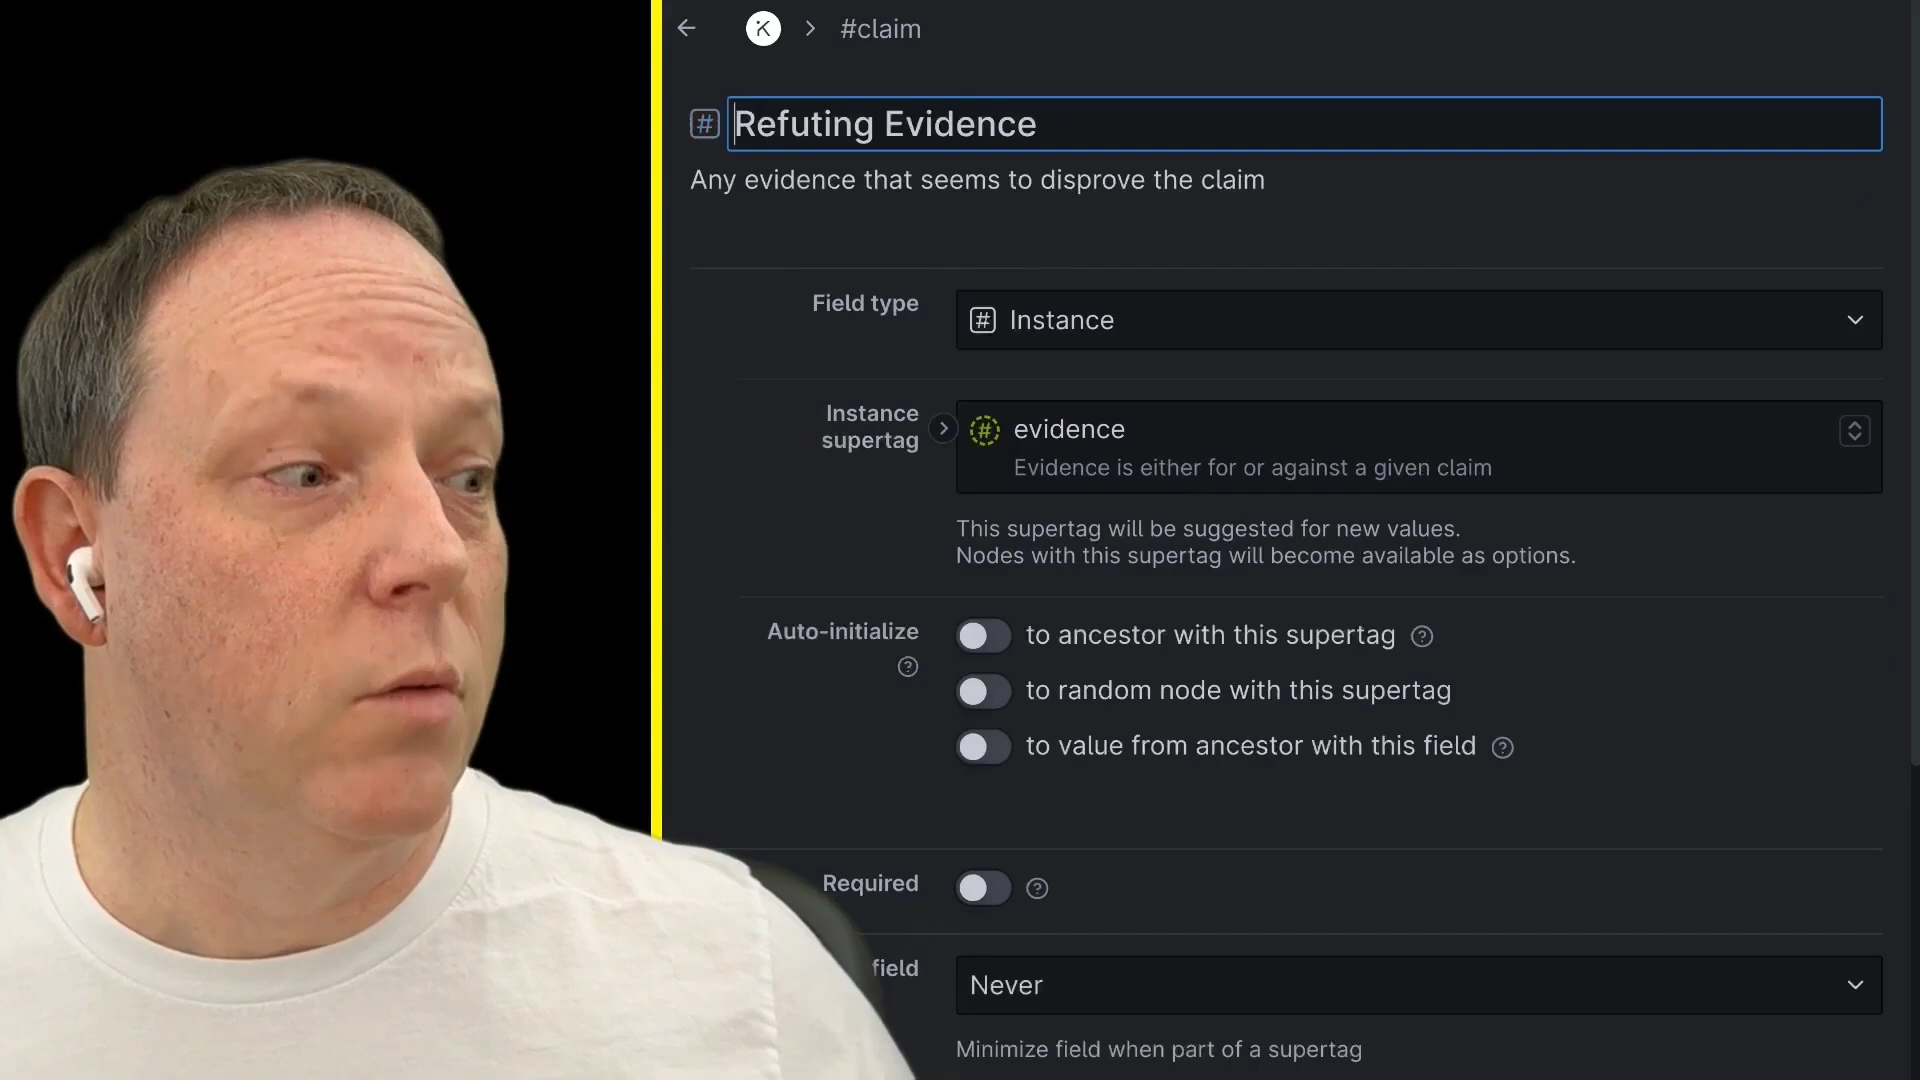 #claim
Refuting Evidence
Any evidence that seems to disprove the claim
Field type
Instance
Instance
supertag
evidence
Evidence is either for or against a given claim
This supertag will be suggested for new values.
Nodes with this supertag will become available as options.
Auto-initialize
to ancestor with this supertag
to random node with this supertag
to value from ancestor with this field
Required
field
Never
Minimize field when part of a supertag